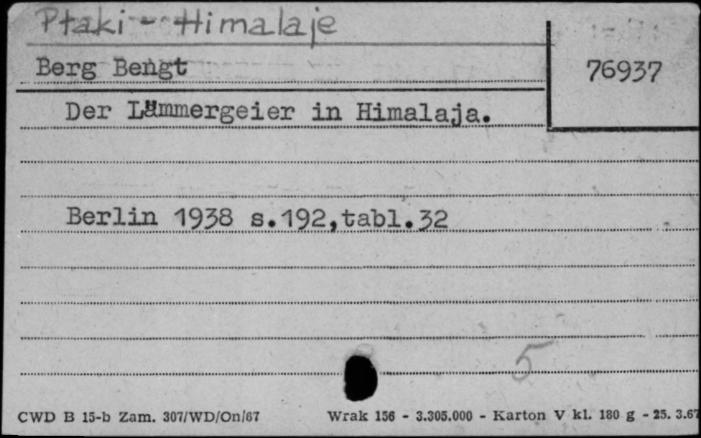 Ptaki - Himalaje
Berg Bengt
76937
Der Lämmergeier in Himalaja.
Berlin 1938 s.192,tabl.32
5
CWD B 15-b Zam. 307/WD/On/67 Wrak 156 - 3.305.000 - Karton V kl. 180 g - 25. 3.67